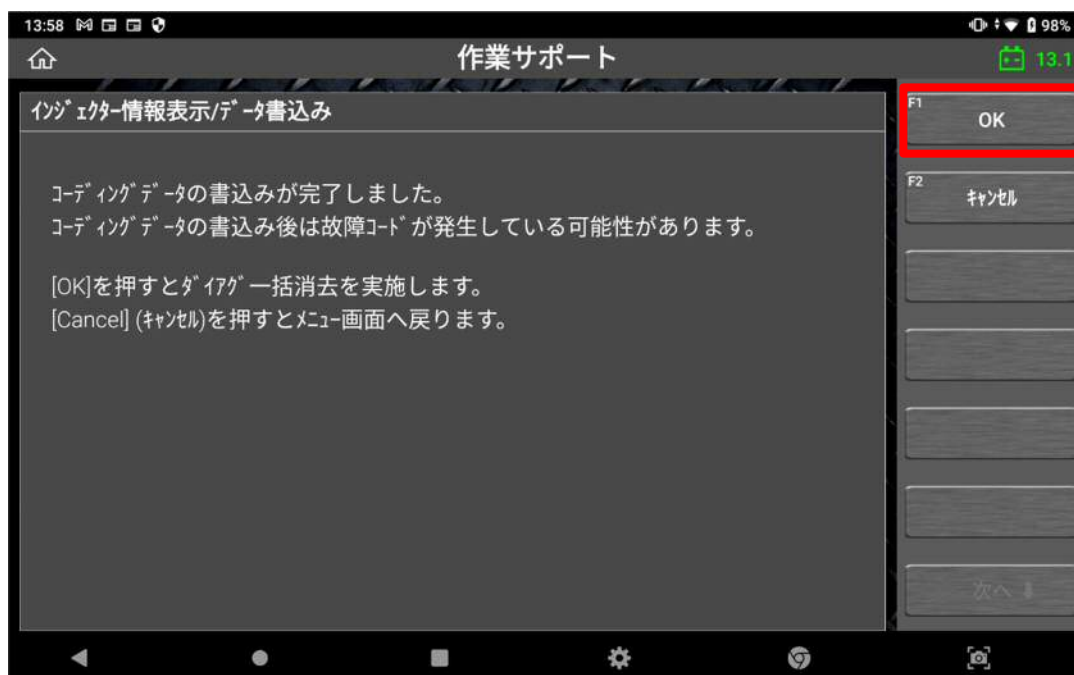 13:58
98%
作業サポート
13.1
ｲﾝｼﾞｪｸﾀｰ情報表示/ﾃﾞｰﾀ書込み
ｺｰﾃﾞｨﾝｸﾞﾃﾞｰﾀの書込みが完了しました。
ｺｰﾃﾞｨﾝｸﾞﾃﾞｰﾀの書込み後は故障ｺｰﾄﾞが発生している可能性があります。
[OK]を押すとﾀﾞｲｱｸﾞ一括消去を実施します。
[Cancel] (ｷｬﾝｾﾙ)を押すとﾒﾆｭｰ画面へ戻ります。
F1
OK
F2
ｷｬﾝｾﾙ
次へ ⬇